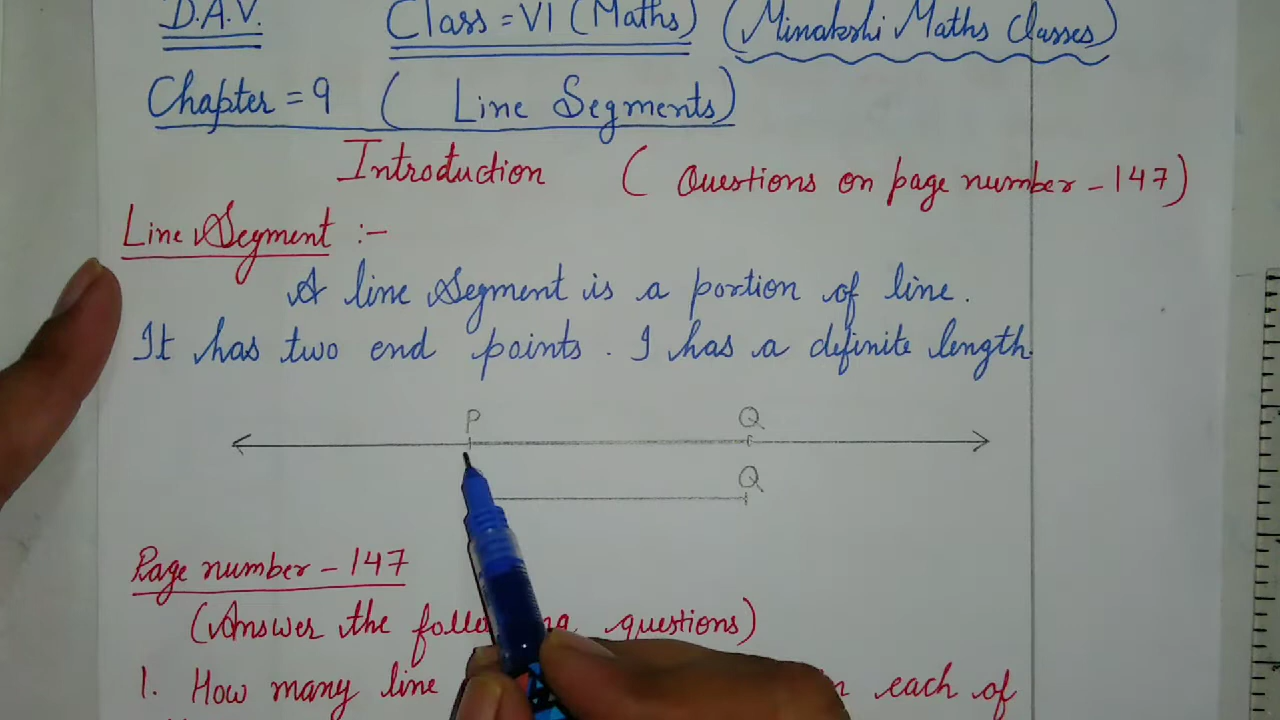 D.A.V. Class = VI (Maths) (Minakshi Maths Classes)
Chapter = 9 ( Line Segments)
Introduction ( Questions on page number - 147)
Line Segment :-
A line Segment is a portion of line.
It has two end points. I has a definite length.
P Q
Q
Page number - 147
(Answer the questions)
1. How many line each of